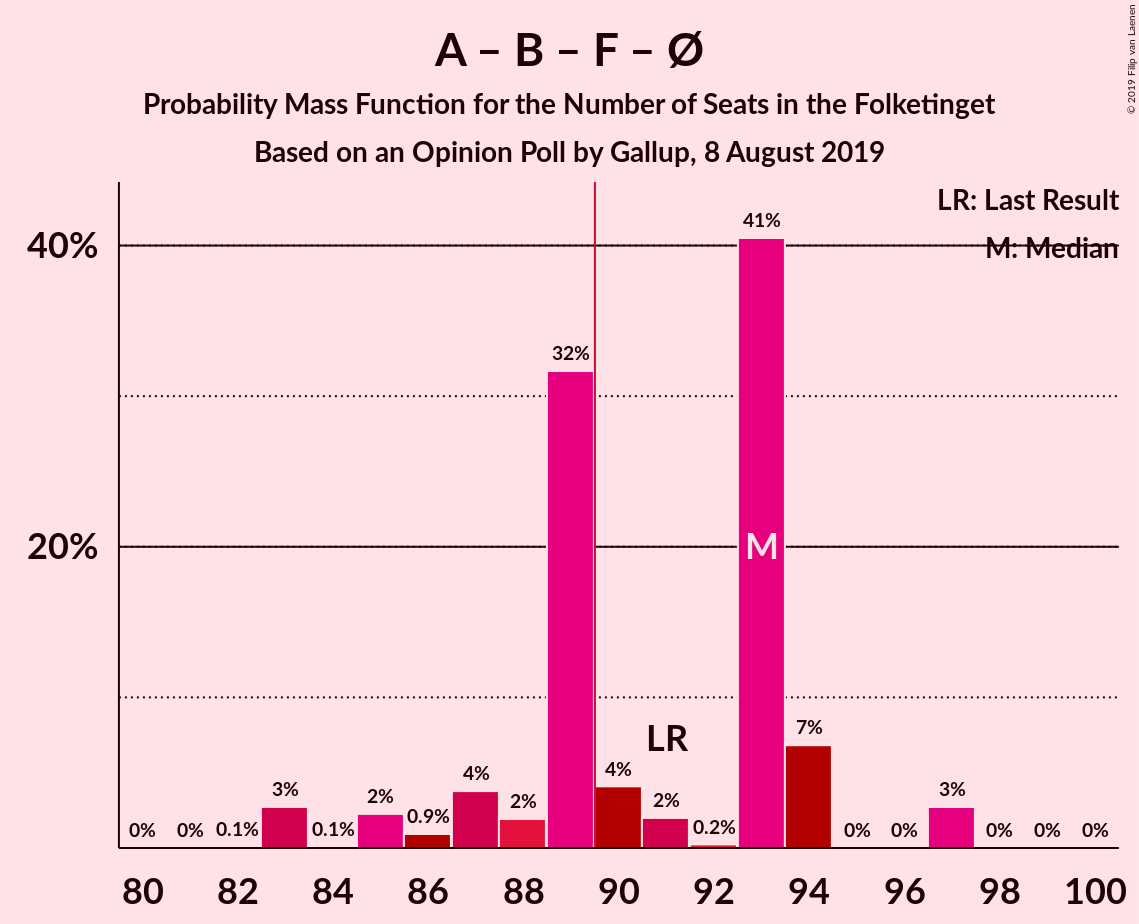 A – B – F – Ø
Probability Mass Function for the Number of Seats in the Folketinget
Based on an Opinion Poll by Gallup, 8 August 2019
© 2019 Filip van Laenen
LR: Last Result
M: Median
40%
20%
0% 0% 0.1% 3% 0.1% 2% 0.9% 4% 2% 32% 4% 2% 0.2% 41% 7% 0% 0% 3% 0% 0% 0%
LR
M
80 82 84 86 88 90 92 94 96 98 100